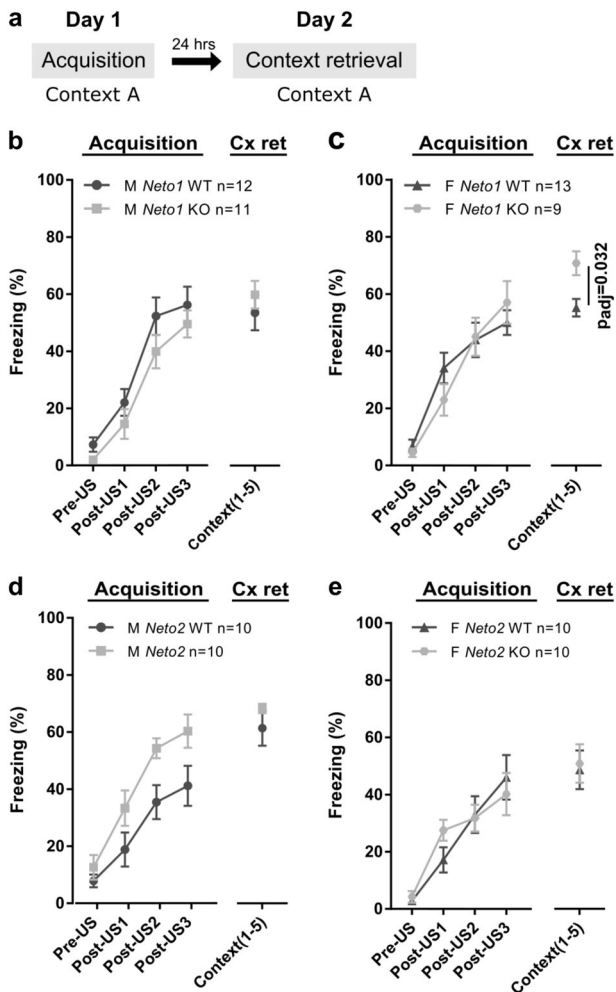 a
Day 1
Day 2
24 hrs
Acquisition
Context retrieval
Context A
Context A
b
Acquisition
Cx ret
M Neto1 WT n=12
M Neto1 KO n=11
Freezing (%)
100
80
60
40
20
0
Pre-US
Post-US1
Post-US2
Post-US3
Context(1-5)
c
Acquisition
Cx ret
F Neto1 WT n=13
F Neto1 KO n=9
Freezing (%)
100
80
60
40
20
0
padj=0.032
Pre-US
Post-US1
Post-US2
Post-US3
Context(1-5)
d
Acquisition
Cx ret
M Neto2 WT n=10
M Neto2 n=10
Freezing (%)
100
80
60
40
20
0
Pre-US
Post-US1
Post-US2
Post-US3
Context(1-5)
e
Acquisition
Cx ret
F Neto2 WT n=10
F Neto2 KO n=10
Freezing (%)
100
80
60
40
20
0
Pre-US
Post-US1
Post-US2
Post-US3
Context(1-5)